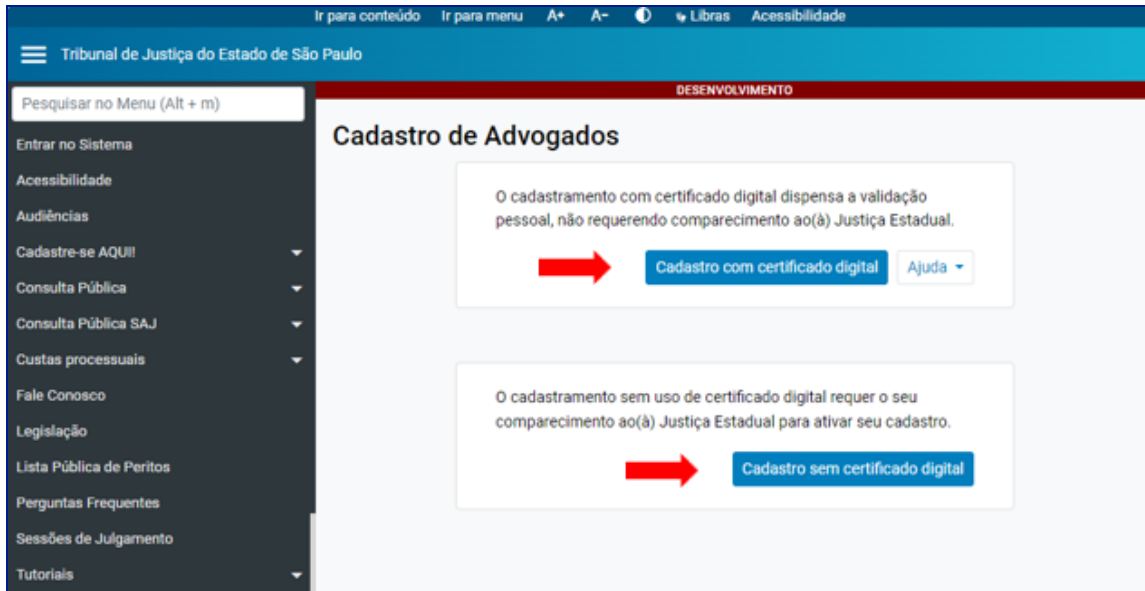 Ir para conteúdo Ir para menu A+ A- Libras Acessibilidade
Tribunal de Justiça do Estado de São Paulo
Pesquisar no Menu (Alt + m)
Entrar no Sistema
Acessibilidade
Audiências
Cadastre-se AQUI!
Consulta Pública
Consulta Pública SAJ
Custas processuais
Fale Conosco
Legislação
Lista Pública de Peritos
Perguntas Frequentes
Sessões de Julgamento
Tutoriais
DESENVOLVIMENTO
Cadastro de Advogados
O cadastramento com certificado digital dispensa a validação
pessoal, não requerendo comparecimento ao(à) Justiça Estadual.
Cadastro com certificado digital Ajuda
O cadastramento sem uso de certificado digital requer o seu
comparecimento ao(à) Justiça Estadual para ativar seu cadastro.
Cadastro sem certificado digital